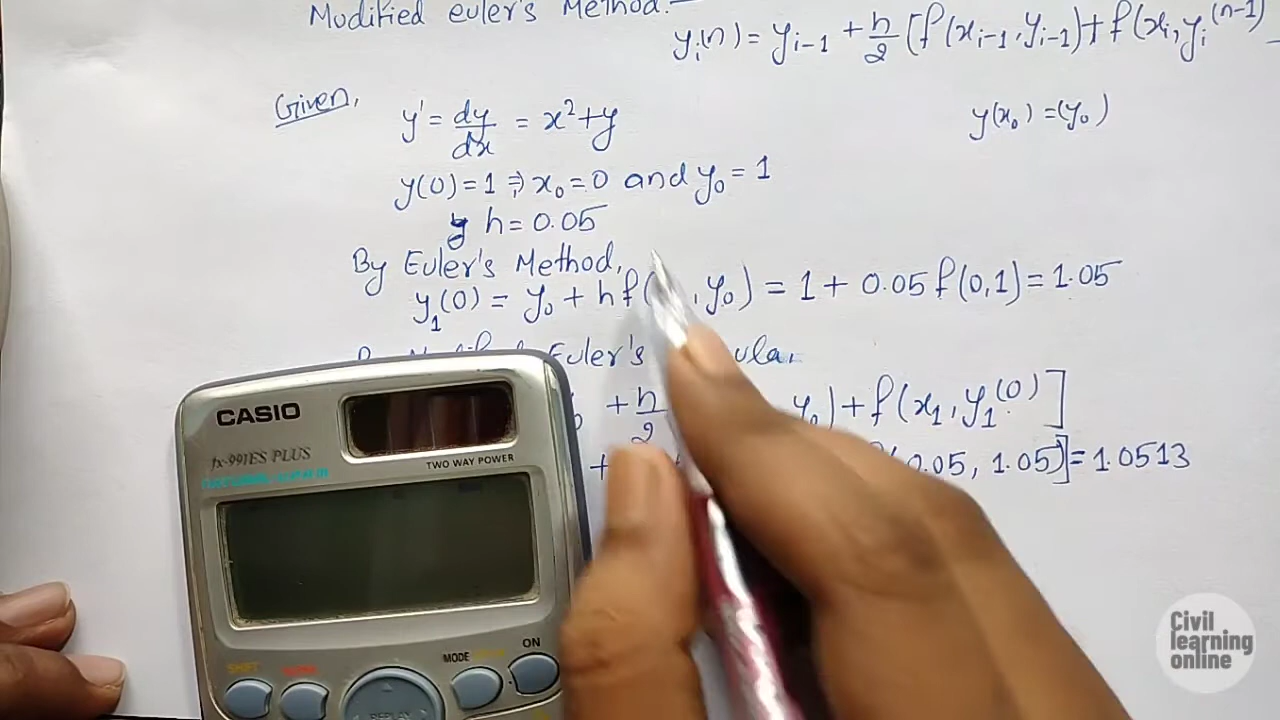 Modified euler's Method:-
yᵢ(n) = yᵢ₋₁ + h/2 [f(xᵢ₋₁, yᵢ₋₁) + f(xᵢ, yᵢ⁽ⁿ⁻¹⁾
Given,
y' = dy/dx = x² + y
y(x₀) = (y₀)
y(0) = 1 ⇒ x₀ = 0 and y₀ = 1
h = 0.05
By Euler's Method,
y₁(0) = y₀ + hf( , y₀) = 1 + 0.05 f(0,1) = 1.05
Euler's
+ h/2 y₀) + f(x₁, y₁⁽⁰⁾]
+ 0.05, 1.05)] = 1.0513
CASIO
fx-991ES PLUS
TWO WAY POWER
SHIFT
MODE
ON
REPLAY
Civil
learning
online